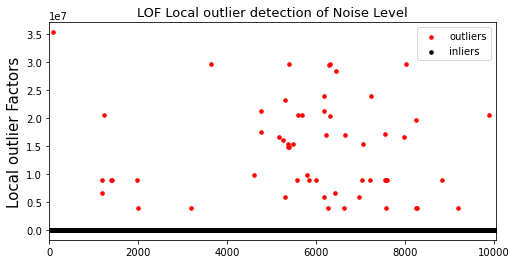 LOF Local outlier detection of Noise Level
1e7
outliers
inliers
Local outlier Factors
3.5
3.0
2.5
2.0
1.5
1.0
0.5
0.0
0 2000 4000 6000 8000 10000